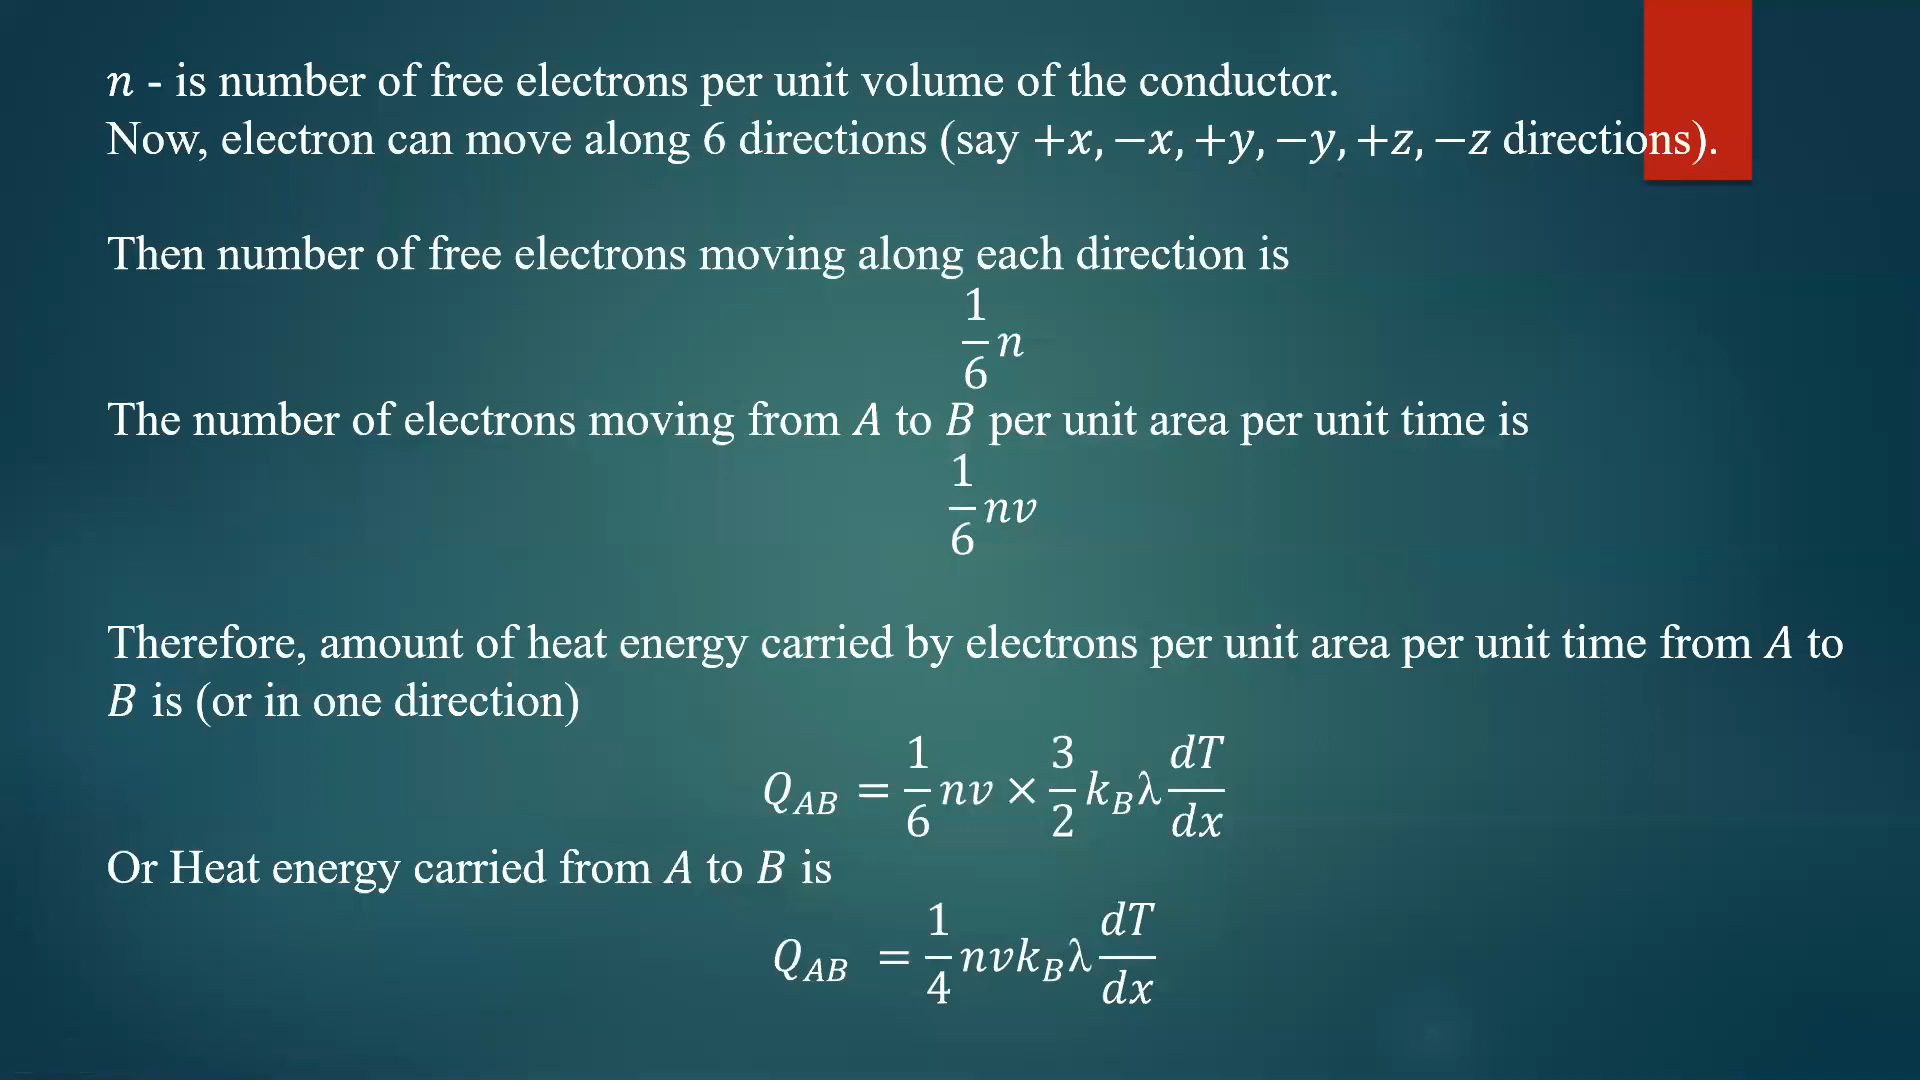 n - is number of free electrons per unit volume of the conductor.
Now, electron can move along 6 directions (say +x, −x, +y, −y, +z, −z directions).
Then number of free electrons moving along each direction is
1/6 n
The number of electrons moving from A to B per unit area per unit time is
1/6 nv
Therefore, amount of heat energy carried by electrons per unit area per unit time from A to
B is (or in one direction)
Q_AB = 1/6 nv × 3/2 k_B λ dT/dx
Or Heat energy carried from A to B is
Q_AB = 1/4 nvk_B λ dT/dx